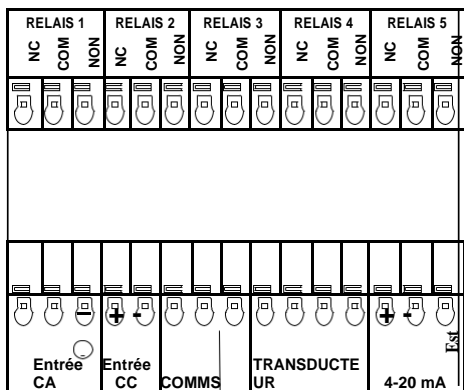 RELAIS 1 RELAIS 2 RELAIS 3 RELAIS 4 RELAIS 5
NC COM NON NC COM NON NC COM NON NC COM NON NC COM NON
− + - + -
Est
Entrée CA
Entrée CC
COMMS
TRANSDUCTE
UR
4-20 mA